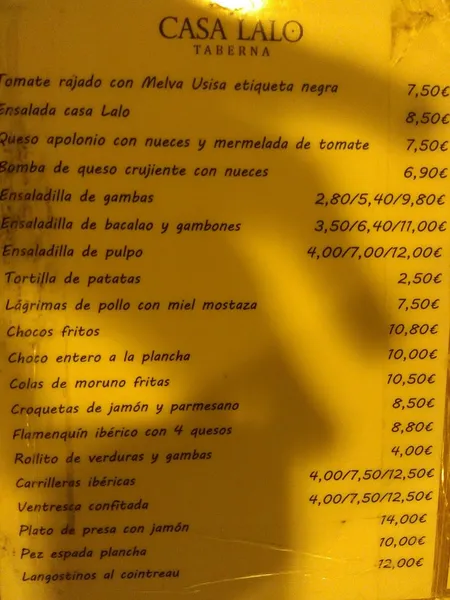 CASA LALO
TABERNA
Tomate rajado con Melva Usisa etiqueta negra 7,50€
Ensalada casa Lalo 8,50€
Queso apolonio con nueces y mermelada de tomate 7,50€
Bomba de queso crujiente con nueces 6,90€
Ensaladilla de gambas 2,80/5,40/9,80€
Ensaladilla de bacalao y gambones 3,50/6,40/11,00€
Ensaladilla de pulpo 4,00/7,00/12,00€
Tortilla de patatas 2,50€
Lágrimas de pollo con miel mostaza 7,50€
Chocos fritos 10,80€
Choco entero a la plancha 10,00€
Colas de moruno fritas 10,50€
Croquetas de jamón y parmesano 8,50€
Flamenquín ibérico con 4 quesos 8,80€
Rollito de verduras y gambas 4,00€
Carrilleras ibéricas 4,00/7,50/12,50€
Ventresca confitada 4,00/7,50/12,50€
Plato de presa con jamón 14,00€
Pez espada plancha 10,00€
Langostinos al cointreau 12,00€